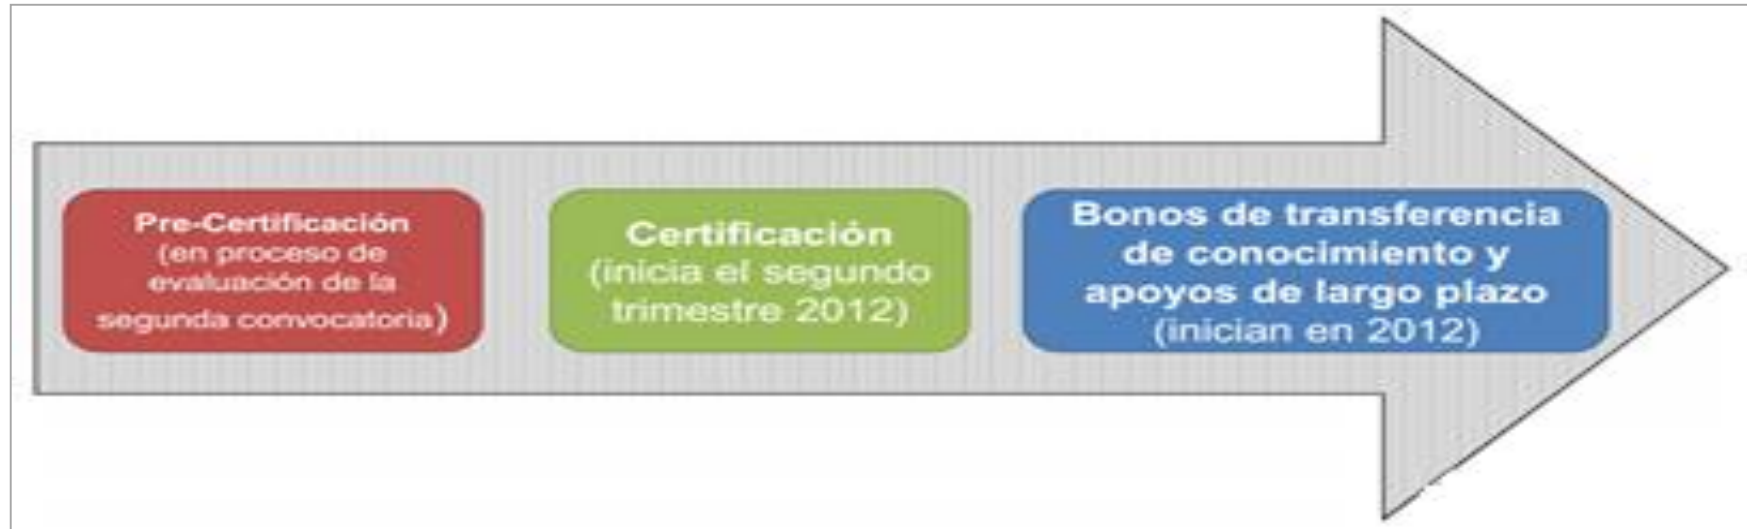 Pre-Certificación
(en proceso de
evaluación de la
segunda convocatoria)
Certificación
(inicia el segundo
trimestre 2012)
Bonos de transferencia
de conocimiento y
apoyos de largo plazo
(inician en 2012)